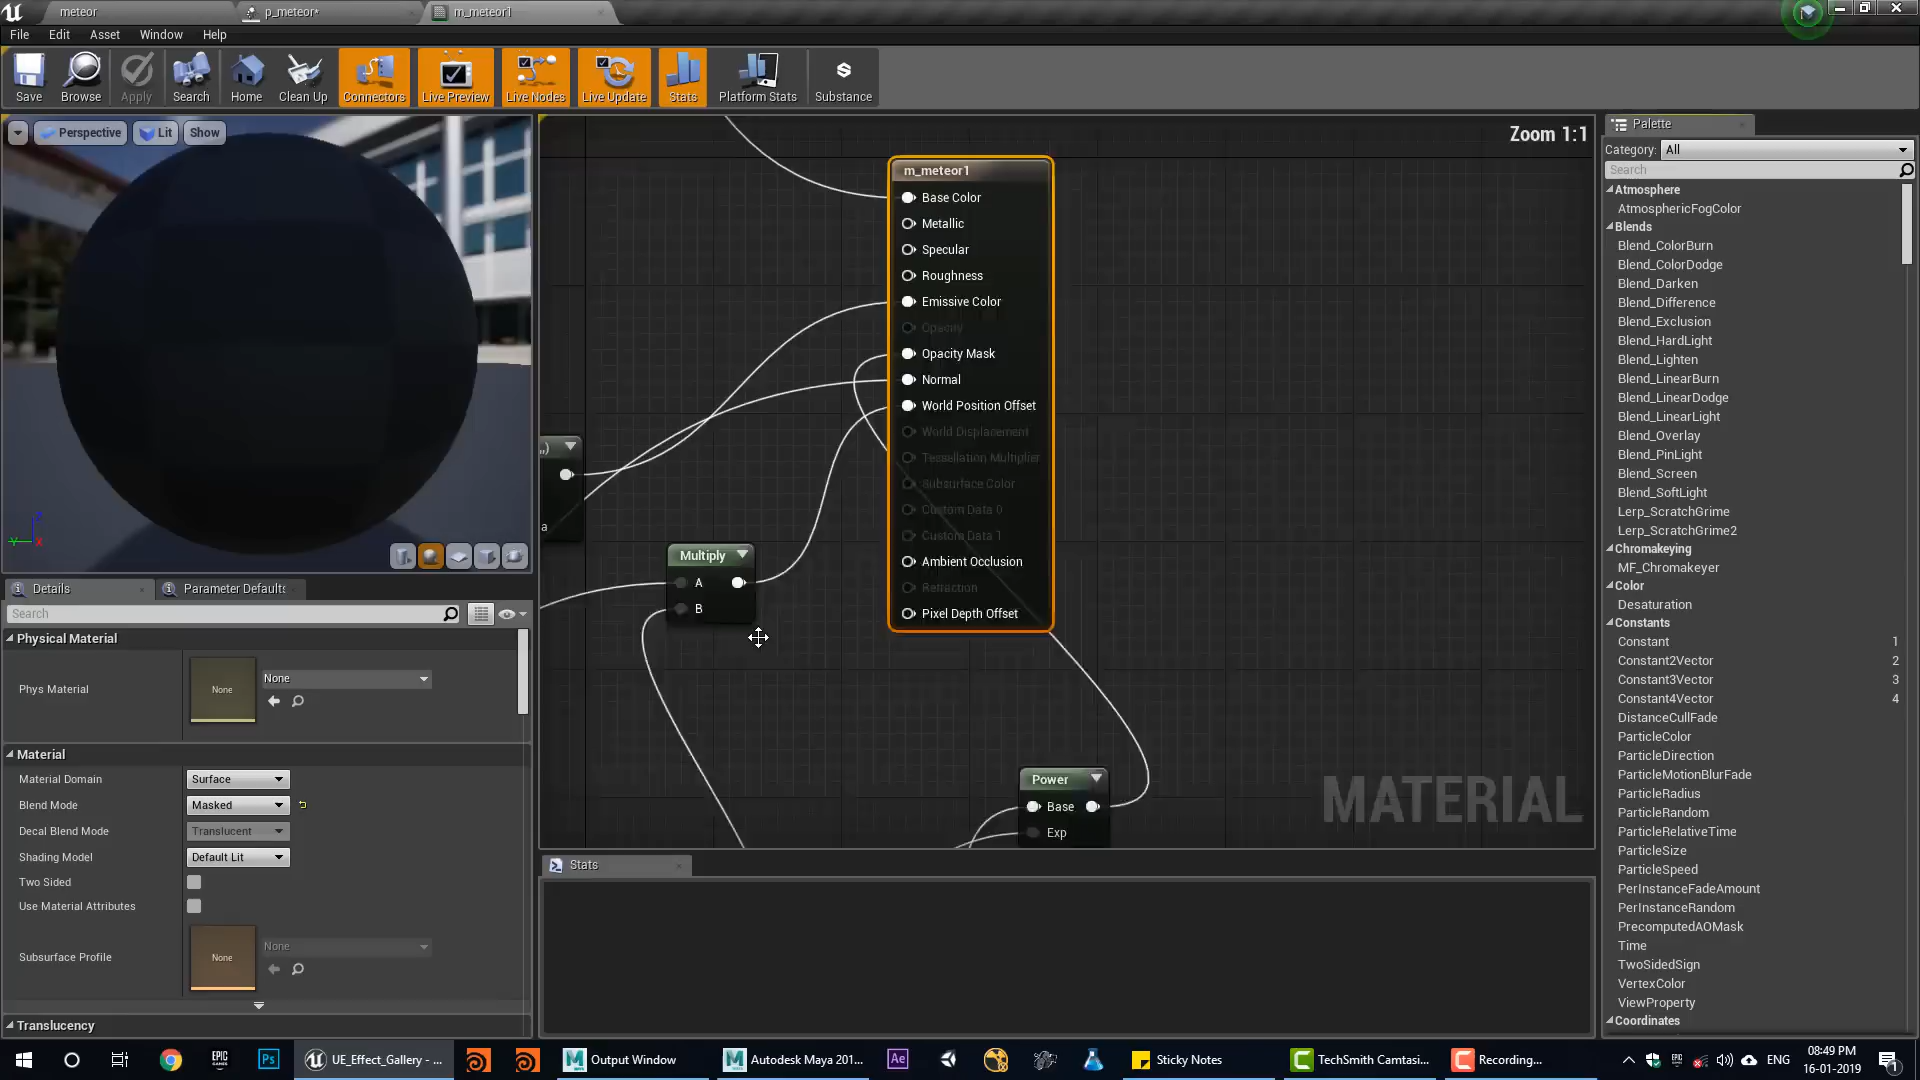 meteor
p_meteor*
m_meteor1
File
Edit
Asset
Window
Help
Save
Browse
Apply
Search
Home
Clean Up
Connectors
Live Preview
Live Nodes
Live Update
Stats
Platform Stats
Substance
Perspective
Lit
Show
Zoom 1:1
m_meteor1
Base Color
Metallic
Specular
Roughness
Emissive Color
Opacity
Opacity Mask
Normal
World Position Offset
World Displacement
Tessellation Multiplier
Subsurface Color
Custom Data 0
Custom Data 1
Ambient Occlusion
Refraction
Pixel Depth Offset
a
Multiply
A
B
Power
Base
Exp
MATERIAL
Stats
Details
Parameter Defaults
Search
Physical Material
Phys Material
None
None
Material
Material Domain
Surface
Blend Mode
Masked
Decal Blend Mode
Translucent
Shading Model
Default Lit
Two Sided
Use Material Attributes
Subsurface Profile
None
None
Translucency
Palette
Category:
All
Search
Atmosphere
AtmosphericFogColor
Blends
Blend_ColorBurn
Blend_ColorDodge
Blend_Darken
Blend_Difference
Blend_Exclusion
Blend_HardLight
Blend_Lighten
Blend_LinearBurn
Blend_LinearDodge
Blend_LinearLight
Blend_Overlay
Blend_PinLight
Blend_Screen
Blend_SoftLight
Lerp_ScratchGrime
Lerp_ScratchGrime2
Chromakeying
MF_Chromakeyer
Color
Desaturation
Constants
Constant 1
Constant2Vector 2
Constant3Vector 3
Constant4Vector 4
DistanceCullFade
ParticleColor
ParticleDirection
ParticleMotionBlurFade
ParticleRadius
ParticleRandom
ParticleRelativeTime
ParticleSize
ParticleSpeed
PerInstanceFadeAmount
PerInstanceRandom
PrecomputedAOMask
Time
TwoSidedSign
VertexColor
ViewProperty
Coordinates
UE_Effect_Gallery - ...
Output Window
Autodesk Maya 201...
Sticky Notes
TechSmith Camtasi...
Recording...
ENG
08:49 PM
16-01-2019